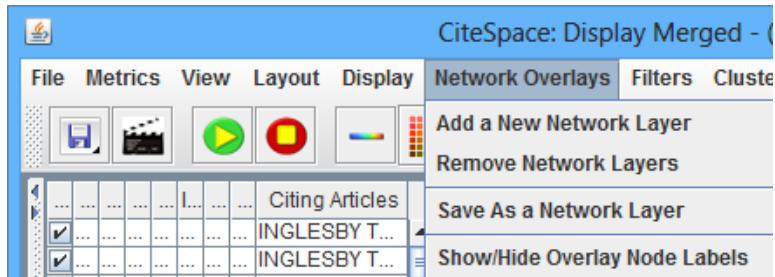 CiteSpace: Display Merged - (
File Metrics View Layout Display Network Overlays Filters Cluste
Add a New Network Layer
Remove Network Layers
Save As a Network Layer
Show/Hide Overlay Node Labels
... ... ... ... I... ... ... Citing Articles
... ... ... ... ... ... INGLESBY T...
... ... ... ... ... ... INGLESBY T...